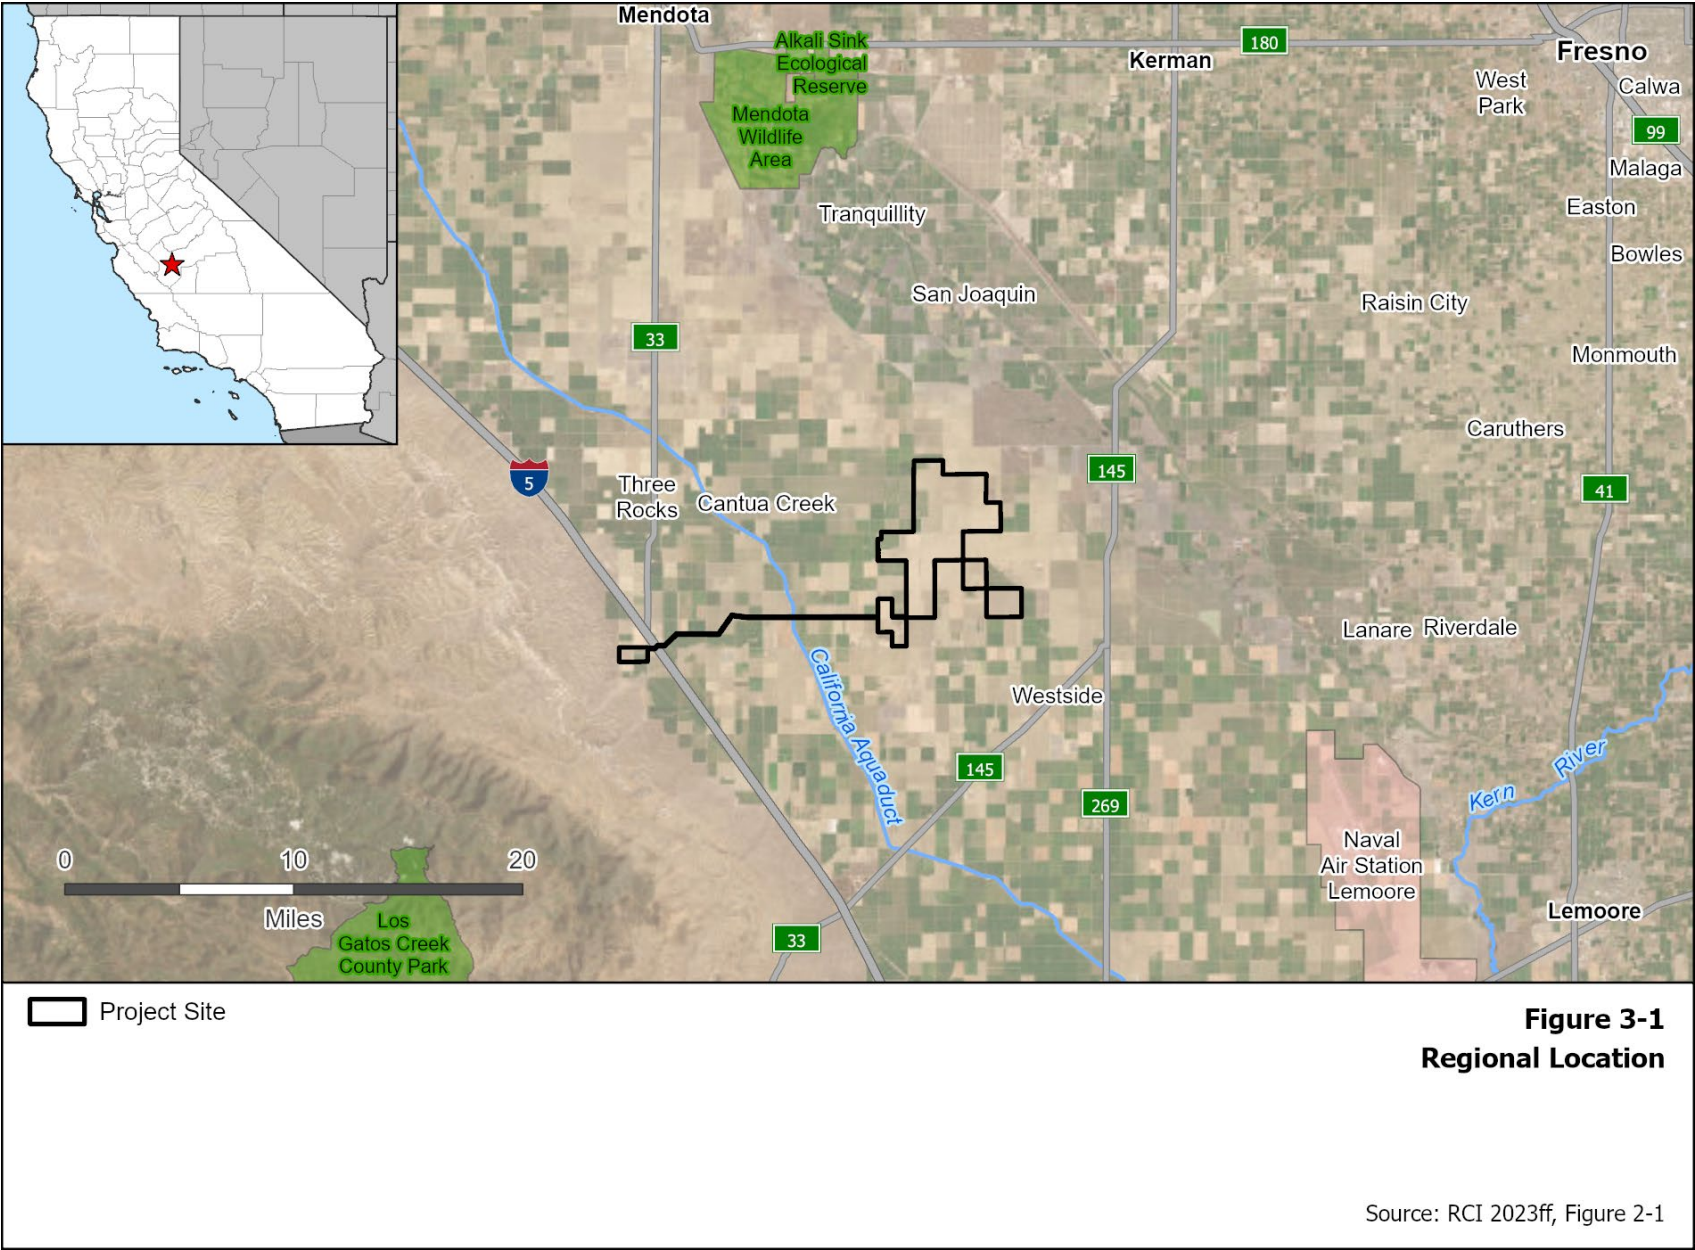 Mendota
Alkali Sink
Ecological
Reserve
Mendota
Wildlife
Area
180
Kerman
Fresno
West
Park
Calwa
99
Malaga
Easton
Bowles
Tranquillity
San Joaquin
Raisin City
33
Monmouth
Caruthers
5
Three
Rocks
Cantua Creek
145
41
Lanare
Riverdale
California Aquaduct
Westside
145
269
Kern River
Naval
Air Station
Lemoore
Lemoore
33
0 10 20
Miles
Los
Gatos Creek
County Park
Project Site
Figure 3-1
Regional Location
Source: RCI 2023ff, Figure 2-1